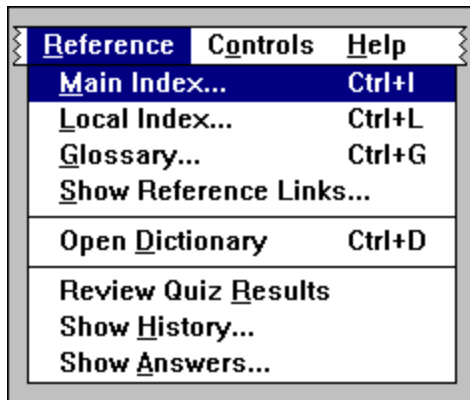 Reference Controls Help
Main Index... Ctrl+I
Local Index... Ctrl+L
Glossary... Ctrl+G
Show Reference Links...
Open Dictionary Ctrl+D
Review Quiz Results
Show History...
Show Answers...